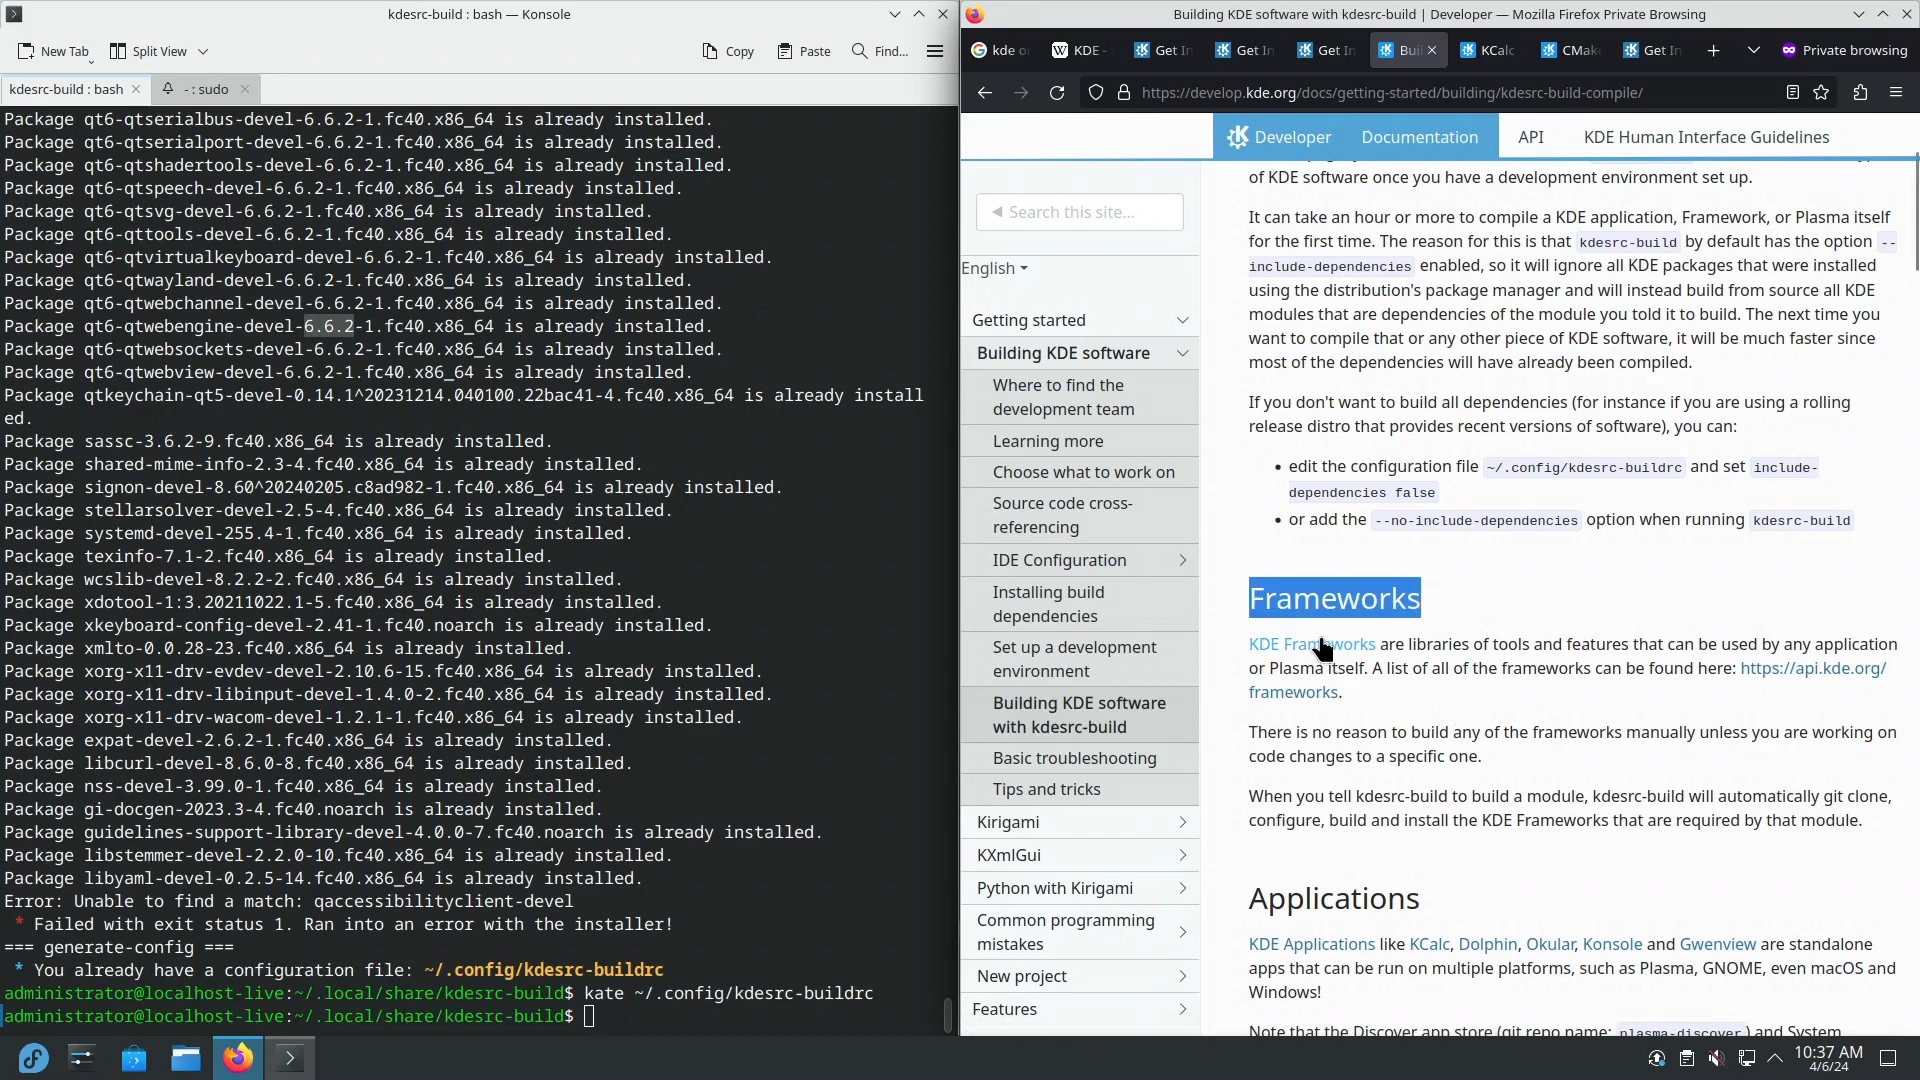 kdesrc-build : bash — Konsole
New Tab
Split View
Copy
Paste
Find...
kdesrc-build : bash
- : sudo
Package qt6-qtserialbus-devel-6.6.2-1.fc40.x86_64 is already installed.
Package qt6-qtserialport-devel-6.6.2-1.fc40.x86_64 is already installed.
Package qt6-qtshadertools-devel-6.6.2-1.fc40.x86_64 is already installed.
Package qt6-qtspeech-devel-6.6.2-1.fc40.x86_64 is already installed.
Package qt6-qtsvg-devel-6.6.2-1.fc40.x86_64 is already installed.
Package qt6-qttools-devel-6.6.2-1.fc40.x86_64 is already installed.
Package qt6-qtvirtualkeyboard-devel-6.6.2-1.fc40.x86_64 is already installed.
Package qt6-qtwayland-devel-6.6.2-1.fc40.x86_64 is already installed.
Package qt6-qtwebchannel-devel-6.6.2-1.fc40.x86_64 is already installed.
Package qt6-qtwebengine-devel-6.6.2-1.fc40.x86_64 is already installed.
Package qt6-qtwebsockets-devel-6.6.2-1.fc40.x86_64 is already installed.
Package qt6-qtwebview-devel-6.6.2-1.fc40.x86_64 is already installed.
Package qtkeychain-qt5-devel-0.14.1^20231214.040100.22bac41-4.fc40.x86_64 is already install
ed.
Package sassc-3.6.2-9.fc40.x86_64 is already installed.
Package shared-mime-info-2.3-4.fc40.x86_64 is already installed.
Package signon-devel-8.60^20240205.c8ad982-1.fc40.x86_64 is already installed.
Package stellarsolver-devel-2.5-4.fc40.x86_64 is already installed.
Package systemd-devel-255.4-1.fc40.x86_64 is already installed.
Package texinfo-7.1-2.fc40.x86_64 is already installed.
Package wcslib-devel-8.2.2-2.fc40.x86_64 is already installed.
Package xdotool-1:3.20211022.1-5.fc40.x86_64 is already installed.
Package xkeyboard-config-devel-2.41-1.fc40.noarch is already installed.
Package xmlto-0.0.28-23.fc40.x86_64 is already installed.
Package xorg-x11-drv-evdev-devel-2.10.6-15.fc40.x86_64 is already installed.
Package xorg-x11-drv-libinput-devel-1.4.0-2.fc40.x86_64 is already installed.
Package xorg-x11-drv-wacom-devel-1.2.1-1.fc40.x86_64 is already installed.
Package expat-devel-2.6.2-1.fc40.x86_64 is already installed.
Package libcurl-devel-8.6.0-8.fc40.x86_64 is already installed.
Package nss-devel-3.99.0-1.fc40.x86_64 is already installed.
Package gi-docgen-2023.3-4.fc40.noarch is already installed.
Package guidelines-support-library-devel-4.0.0-7.fc40.noarch is already installed.
Package libstemmer-devel-2.2.0-10.fc40.x86_64 is already installed.
Package libyaml-devel-0.2.5-14.fc40.x86_64 is already installed.
Error: Unable to find a match: qaccessibilityclient-devel
* Failed with exit status 1. Ran into an error with the installer!
=== generate-config ===
* You already have a configuration file: ~/.config/kdesrc-buildrc
administrator@localhost-live:~/.local/share/kdesrc-build$ kate ~/.config/kdesrc-buildrc
administrator@localhost-live:~/.local/share/kdesrc-build$
Building KDE software with kdesrc-build | Developer — Mozilla Firefox Private Browsing
kde o
KDE -
Get In
Get In
Get In
Buil
KCalc
CMak
Get In
Private browsing
https://develop.kde.org/docs/getting-started/building/kdesrc-build-compile/
Developer
Documentation
API
KDE Human Interface Guidelines
Search this site...
English
Getting started
Building KDE software
Where to find the
development team
Learning more
Choose what to work on
Source code cross-
referencing
IDE Configuration
Installing build
dependencies
Set up a development
environment
Building KDE software
with kdesrc-build
Basic troubleshooting
Tips and tricks
Kirigami
KXmlGui
Python with Kirigami
Common programming
mistakes
New project
Features
of KDE software once you have a development environment set up.
It can take an hour or more to compile a KDE application, Framework, or Plasma itself
for the first time. The reason for this is that kdesrc-build by default has the option --
include-dependencies enabled, so it will ignore all KDE packages that were installed
using the distribution's package manager and will instead build from source all KDE
modules that are dependencies of the module you told it to build. The next time you
want to compile that or any other piece of KDE software, it will be much faster since
most of the dependencies will have already been compiled.
If you don't want to build all dependencies (for instance if you are using a rolling
release distro that provides recent versions of software), you can:
• edit the configuration file ~/.config/kdesrc-buildrc and set include-
dependencies false
• or add the --no-include-dependencies option when running kdesrc-build
Frameworks
KDE Frameworks are libraries of tools and features that can be used by any application
or Plasma itself. A list of all of the frameworks can be found here: https://api.kde.org/
frameworks.
There is no reason to build any of the frameworks manually unless you are working on
code changes to a specific one.
When you tell kdesrc-build to build a module, kdesrc-build will automatically git clone,
configure, build and install the KDE Frameworks that are required by that module.
Applications
KDE Applications like KCalc, Dolphin, Okular, Konsole and Gwenview are standalone
apps that can be run on multiple platforms, such as Plasma, GNOME, even macOS and
Windows!
Note that the Discover app store (git repo name: plasma-discover) and System
10:37 AM
4/6/24